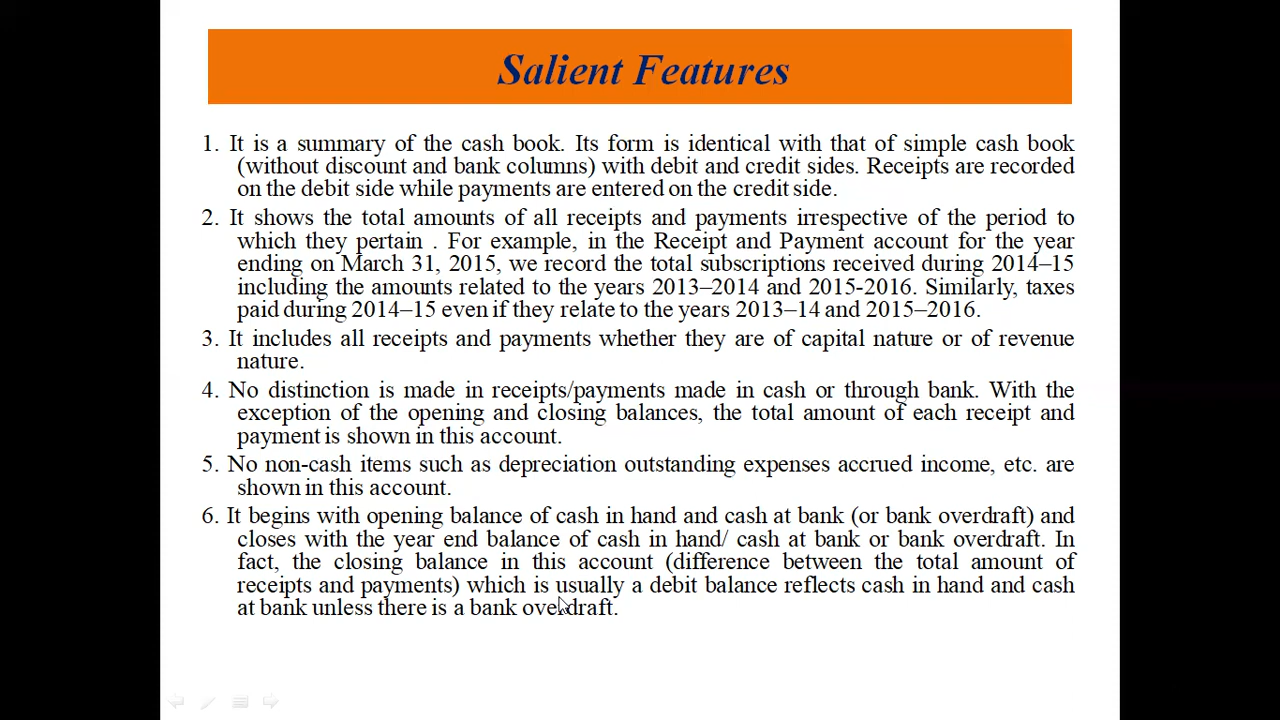 Salient Features
1. It is a summary of the cash book. Its form is identical with that of simple cash book
(without discount and bank columns) with debit and credit sides. Receipts are recorded
on the debit side while payments are entered on the credit side.
2. It shows the total amounts of all receipts and payments irrespective of the period to
which they pertain . For example, in the Receipt and Payment account for the year
ending on March 31, 2015, we record the total subscriptions received during 2014–15
including the amounts related to the years 2013–2014 and 2015-2016. Similarly, taxes
paid during 2014–15 even if they relate to the years 2013–14 and 2015–2016.
3. It includes all receipts and payments whether they are of capital nature or of revenue
nature.
4. No distinction is made in receipts/payments made in cash or through bank. With the
exception of the opening and closing balances, the total amount of each receipt and
payment is shown in this account.
5. No non-cash items such as depreciation outstanding expenses accrued income, etc. are
shown in this account.
6. It begins with opening balance of cash in hand and cash at bank (or bank overdraft) and
closes with the year end balance of cash in hand/ cash at bank or bank overdraft. In
fact, the closing balance in this account (difference between the total amount of
receipts and payments) which is usually a debit balance reflects cash in hand and cash
at bank unless there is a bank overdraft.